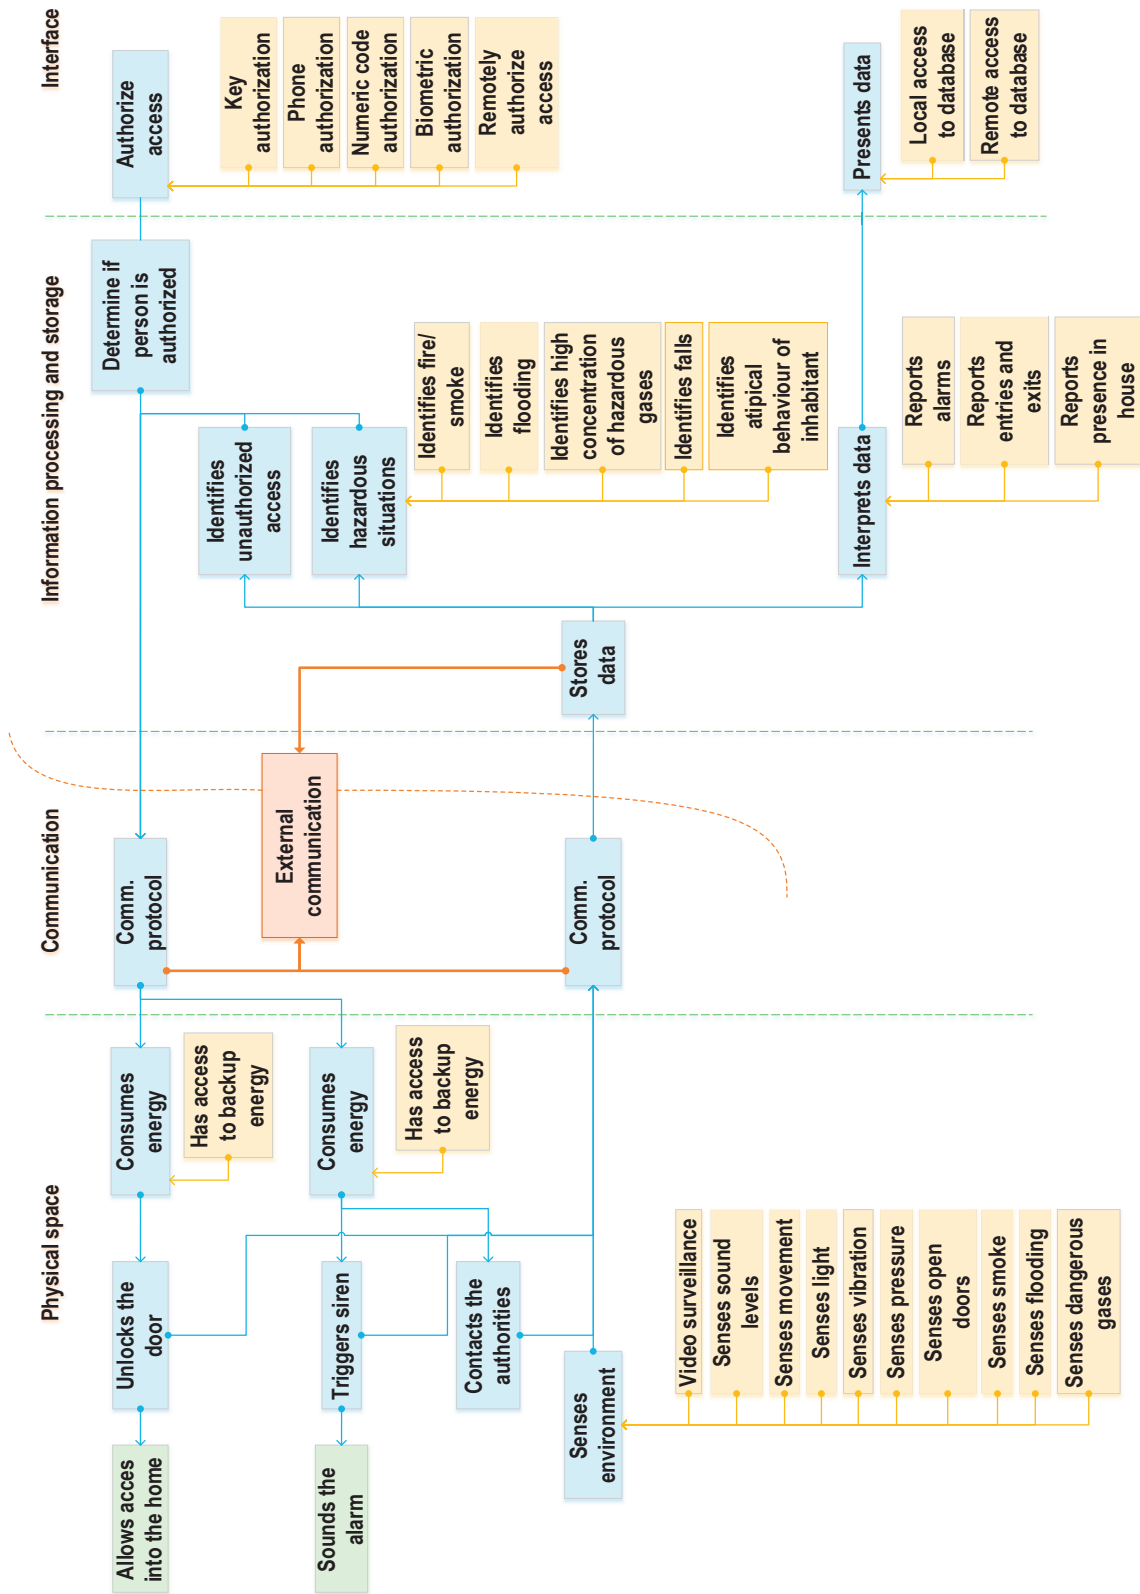 Physical space
Communication
Information processing and storage
Interface
Allows acces
into the home
Unlocks the
door
Consumes
energy
Has access
to backup
energy
Comm.
protocol
Determine if
person is
authorized
Authorize
access
Key
authorization
Phone
authorization
Numeric code
authorization
Biometric
authorization
Remotely
authorize
access
Sounds the
alarm
Triggers siren
Consumes
energy
Has access
to backup
energy
Contacts the
authorities
External
communication
Identifies
unauthorized
access
Identifies
hazardous
situations
Identifies fire/
smoke
Identifies
flooding
Identifies high
concentration
of hazardous
gases
Identifies falls
Identifies
atipical
behaviour of
inhabitant
Senses
environment
Comm.
protocol
Stores
data
Video surveillance
Senses sound
levels
Senses movement
Senses light
Senses vibration
Senses pressure
Senses open
doors
Senses smoke
Senses flooding
Senses dangerous
gases
Interprets data
Presents data
Reports
alarms
Reports
entries and
exits
Reports
presence in
house
Local access
to database
Remote access
to database